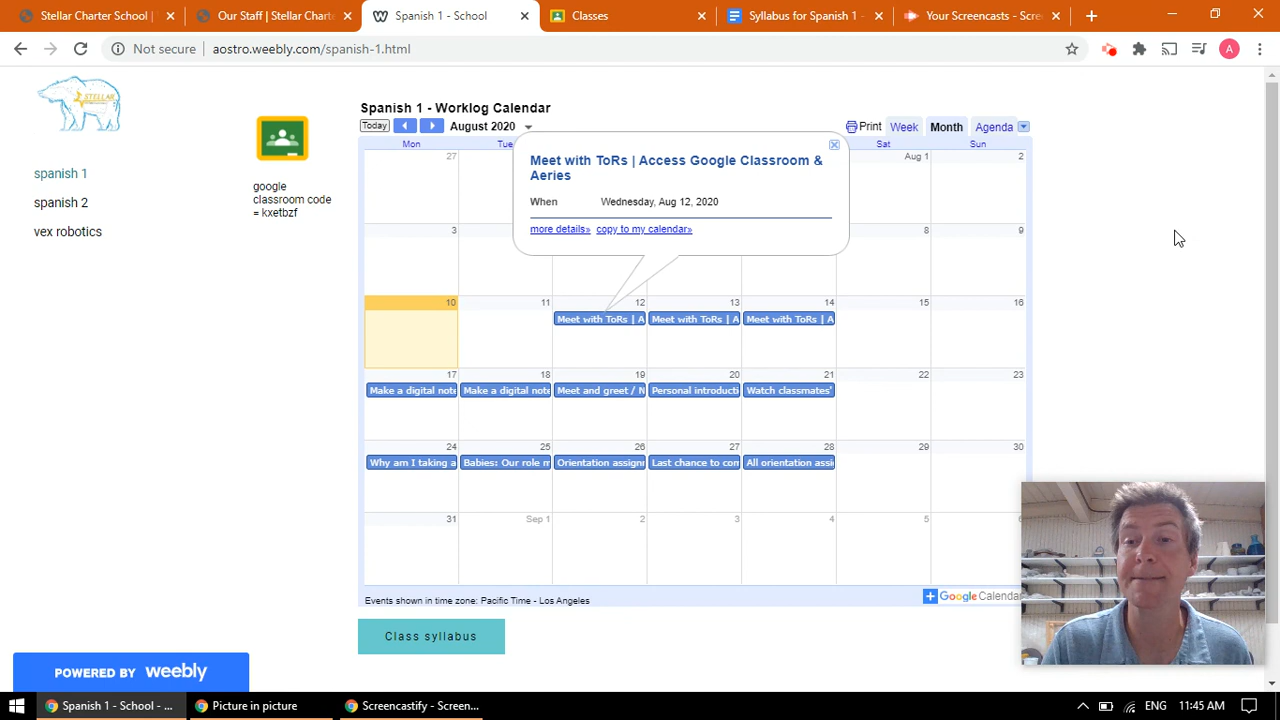 Stellar Charter School |
Our Staff | Stellar Charte
Spanish 1 - School
Classes
Syllabus for Spanish 1 -
Your Screencasts - Scre
Not secure
aostro.weebly.com/spanish-1.html
A
STELLAR
spanish 1
spanish 2
vex robotics
google
classroom code
= kxetbzf
Spanish 1 - Worklog Calendar
Today
August 2020
Print
Week
Month
Agenda
Mon
Tue
Sat
Sun
27
Aug 1
2
Meet with ToRs | Access Google Classroom &
Aeries
When
Wednesday, Aug 12, 2020
more details»
copy to my calendar»
3
8
9
10
11
12
13
14
15
16
Meet with ToRs | A
Meet with ToRs | A
Meet with ToRs | A
17
18
19
20
21
22
23
Make a digital note
Make a digital note
Meet and greet / N
Personal introducti
Watch classmates'
24
25
26
27
28
29
30
Why am I taking a
Babies: Our role m
Orientation assignr
Last chance to com
All orientation assi
31
Sep 1
2
3
4
5
6
Events shown in time zone: Pacific Time - Los Angeles
Google Calendar
Class syllabus
POWERED BY weebly
Spanish 1 - School - ...
Picture in picture
Screencastify - Screen...
ENG
11:45 AM